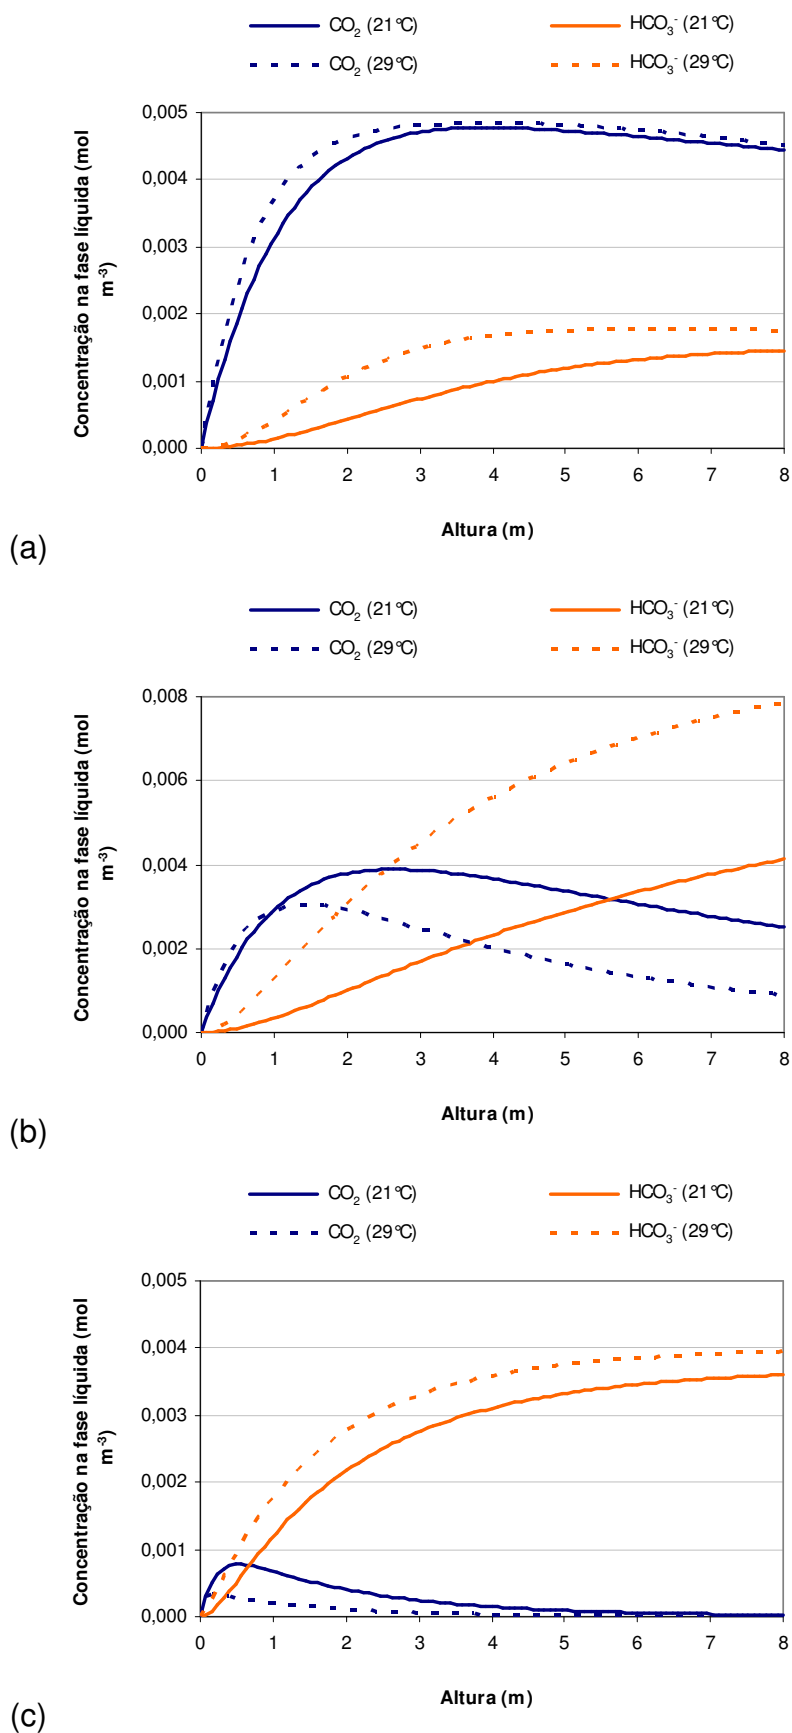 CO₂ (21°C) HCO₃⁻ (21°C)
CO₂ (29°C) HCO₃⁻ (29°C)
Concentração na fase líquida (mol
m⁻³)
0,005
0,004
0,003
0,002
0,001
0,000
0 1 2 3 4 5 6 7 8
Altura (m)
(a)
CO₂ (21°C) HCO₃⁻ (21°C)
CO₂ (29°C) HCO₃⁻ (29°C)
Concentração na fase líquida (mol
m⁻³)
0,008
0,006
0,004
0,002
0,000
0 1 2 3 4 5 6 7 8
Altura (m)
(b)
CO₂ (21°C) HCO₃⁻ (21°C)
CO₂ (29°C) HCO₃⁻ (29°C)
Concentração na fase líquida (mol
m⁻³)
0,005
0,004
0,003
0,002
0,001
0,000
0 1 2 3 4 5 6 7 8
Altura (m)
(c)